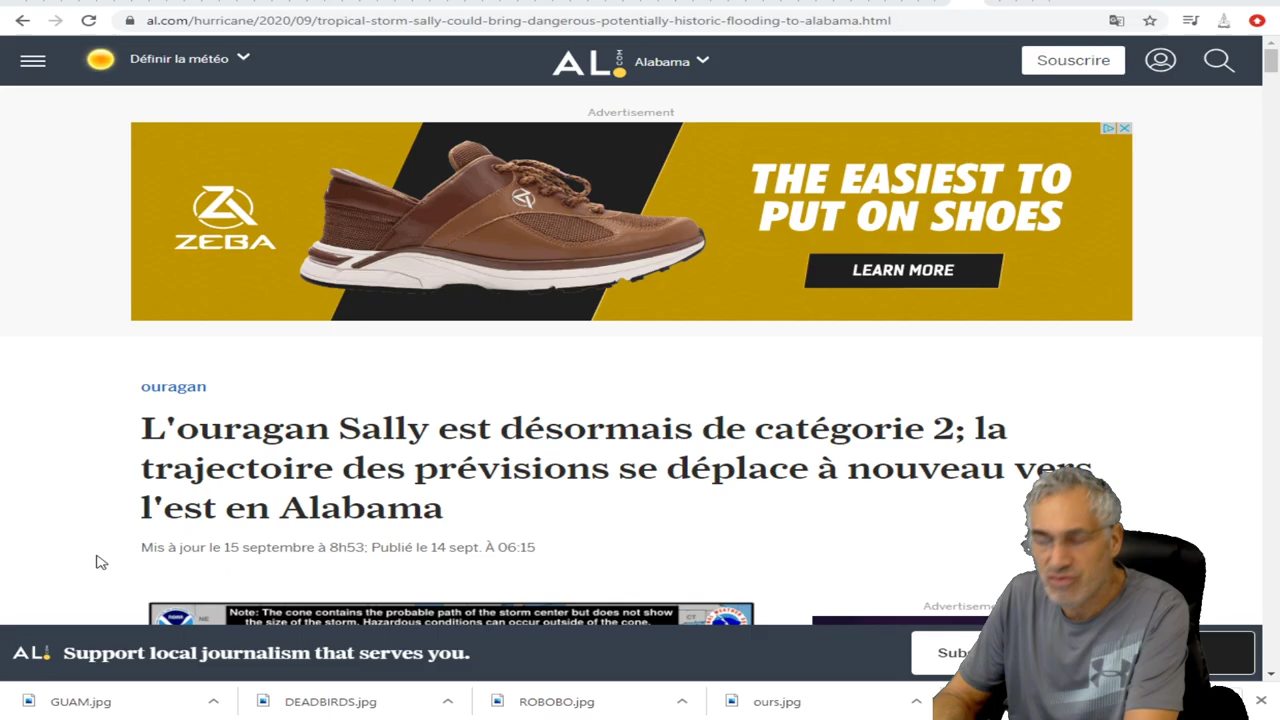 al.com/hurricane/2020/09/tropical-storm-sally-could-bring-dangerous-potentially-historic-flooding-to-alabama.html
Définir la météo
AL.COM
Alabama
Souscrire
Advertisement
ZEBA
THE EASIEST TO
PUT ON SHOES
LEARN MORE
ouragan
L'ouragan Sally est désormais de catégorie 2; la
trajectoire des prévisions se déplace à nouveau vers
l'est en Alabama
Mis à jour le 15 septembre à 8h53; Publié le 14 sept. À 06:15
Note: The cone contains the probable path of the storm center but does not show
the size of the storm. Hazardous conditions can occur outside of the cone.
NE
CT
Advertiseme
AL. Support local journalism that serves you.
Sub
GUAM.jpg
DEADBIRDS.jpg
ROBOBO.jpg
ours.jpg